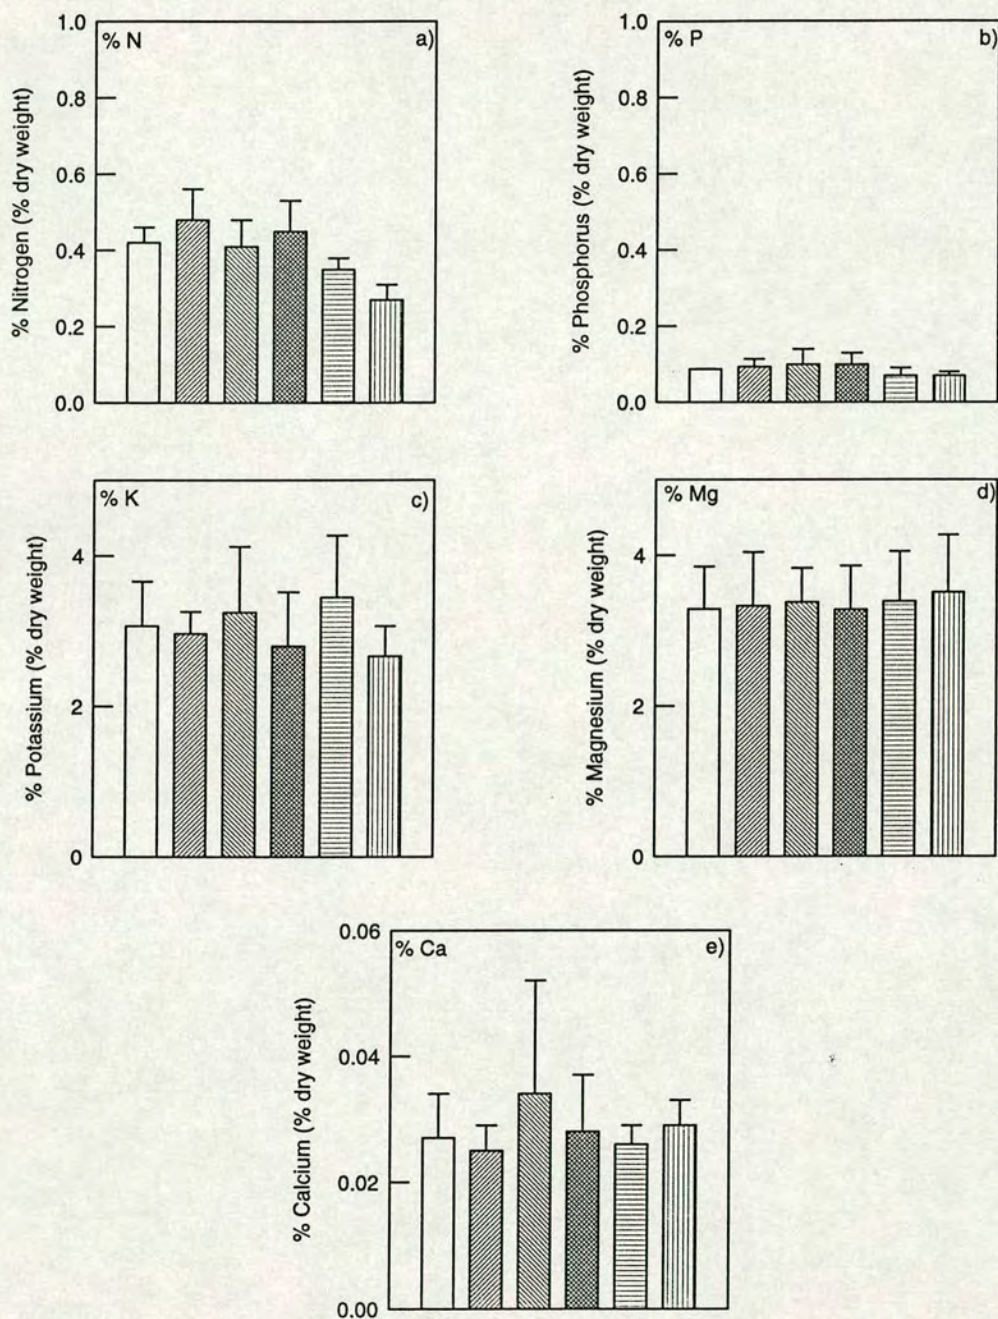 % N
a)
% Nitrogen (% dry weight)
1.0
0.8
0.6
0.4
0.2
0.0
% P
b)
% Phosphorus (% dry weight)
1.0
0.8
0.6
0.4
0.2
0.0
% K
c)
% Potassium (% dry weight)
4
2
0
% Mg
d)
% Magnesium (% dry weight)
4
2
0
% Ca
e)
% Calcium (% dry weight)
0.06
0.04
0.02
0.00